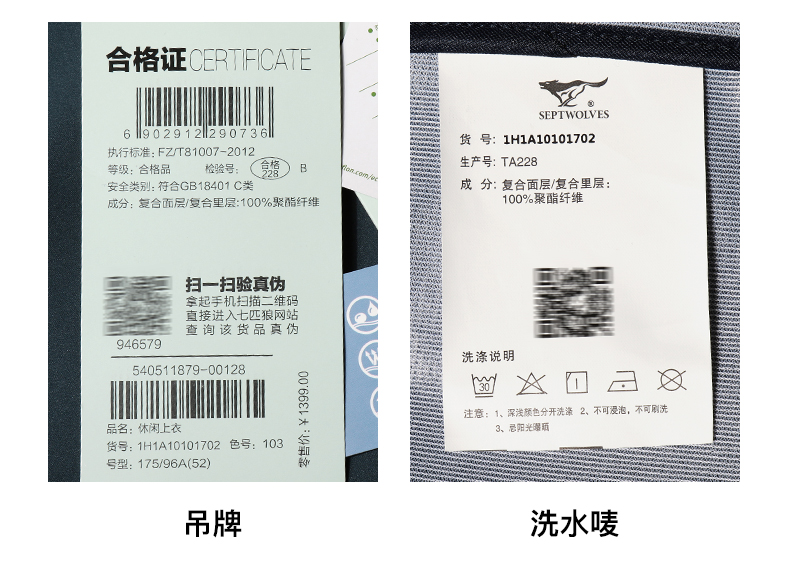 合格证CERTIFICATE
6 902912 290736
执行标准: FZ/T81007-2012
等级: 合格品 检验号: 合格 228 B
安全类别: 符合GB18401 C类
成分: 复合面层/复合里层:100%聚酯纤维
扫一扫验真伪
拿起手机扫描二维码
直接进入七匹狼网站
查询该货品真伪
946579
540511879-00128
品名: 休闲上衣
货号: 1H1A10101702 色号: 103
号型: 175/96A(52)
零售价: ¥1399.00
SEPTWOLVES
®
货 号: 1H1A10101702
生产号: TA228
成 分: 复合面层/复合里层:
100%聚酯纤维
洗涤说明
30
注意: 1、深浅颜色分开洗涤 2、不可浸泡,不可刷洗
3、忌阳光曝晒
吊牌
洗水唛